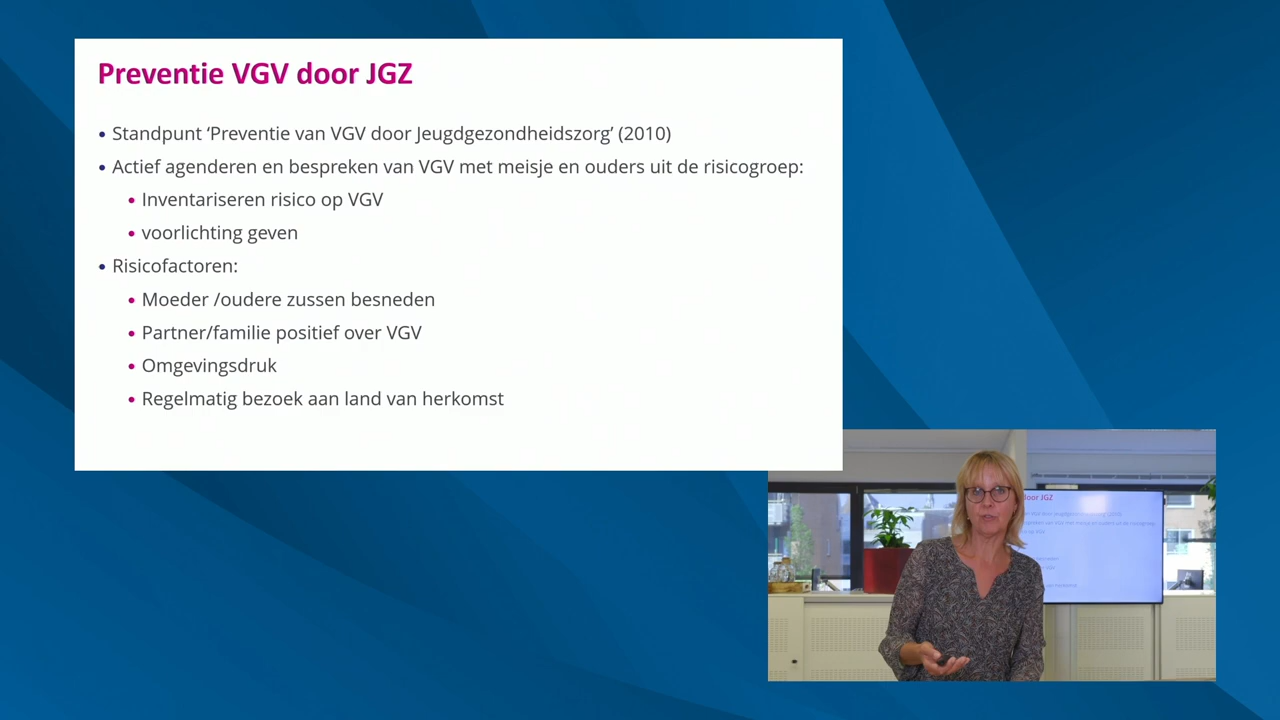 Preventie VGV door JGZ
• Standpunt ‘Preventie van VGV door Jeugdgezondheidszorg’ (2010)
• Actief agenderen en bespreken van VGV met meisje en ouders uit de risicogroep:
• Inventariseren risico op VGV
• voorlichting geven
• Risicofactoren:
• Moeder /oudere zussen besneden
• Partner/familie positief over VGV
• Omgevingsdruk
• Regelmatig bezoek aan land van herkomst
door JGZ